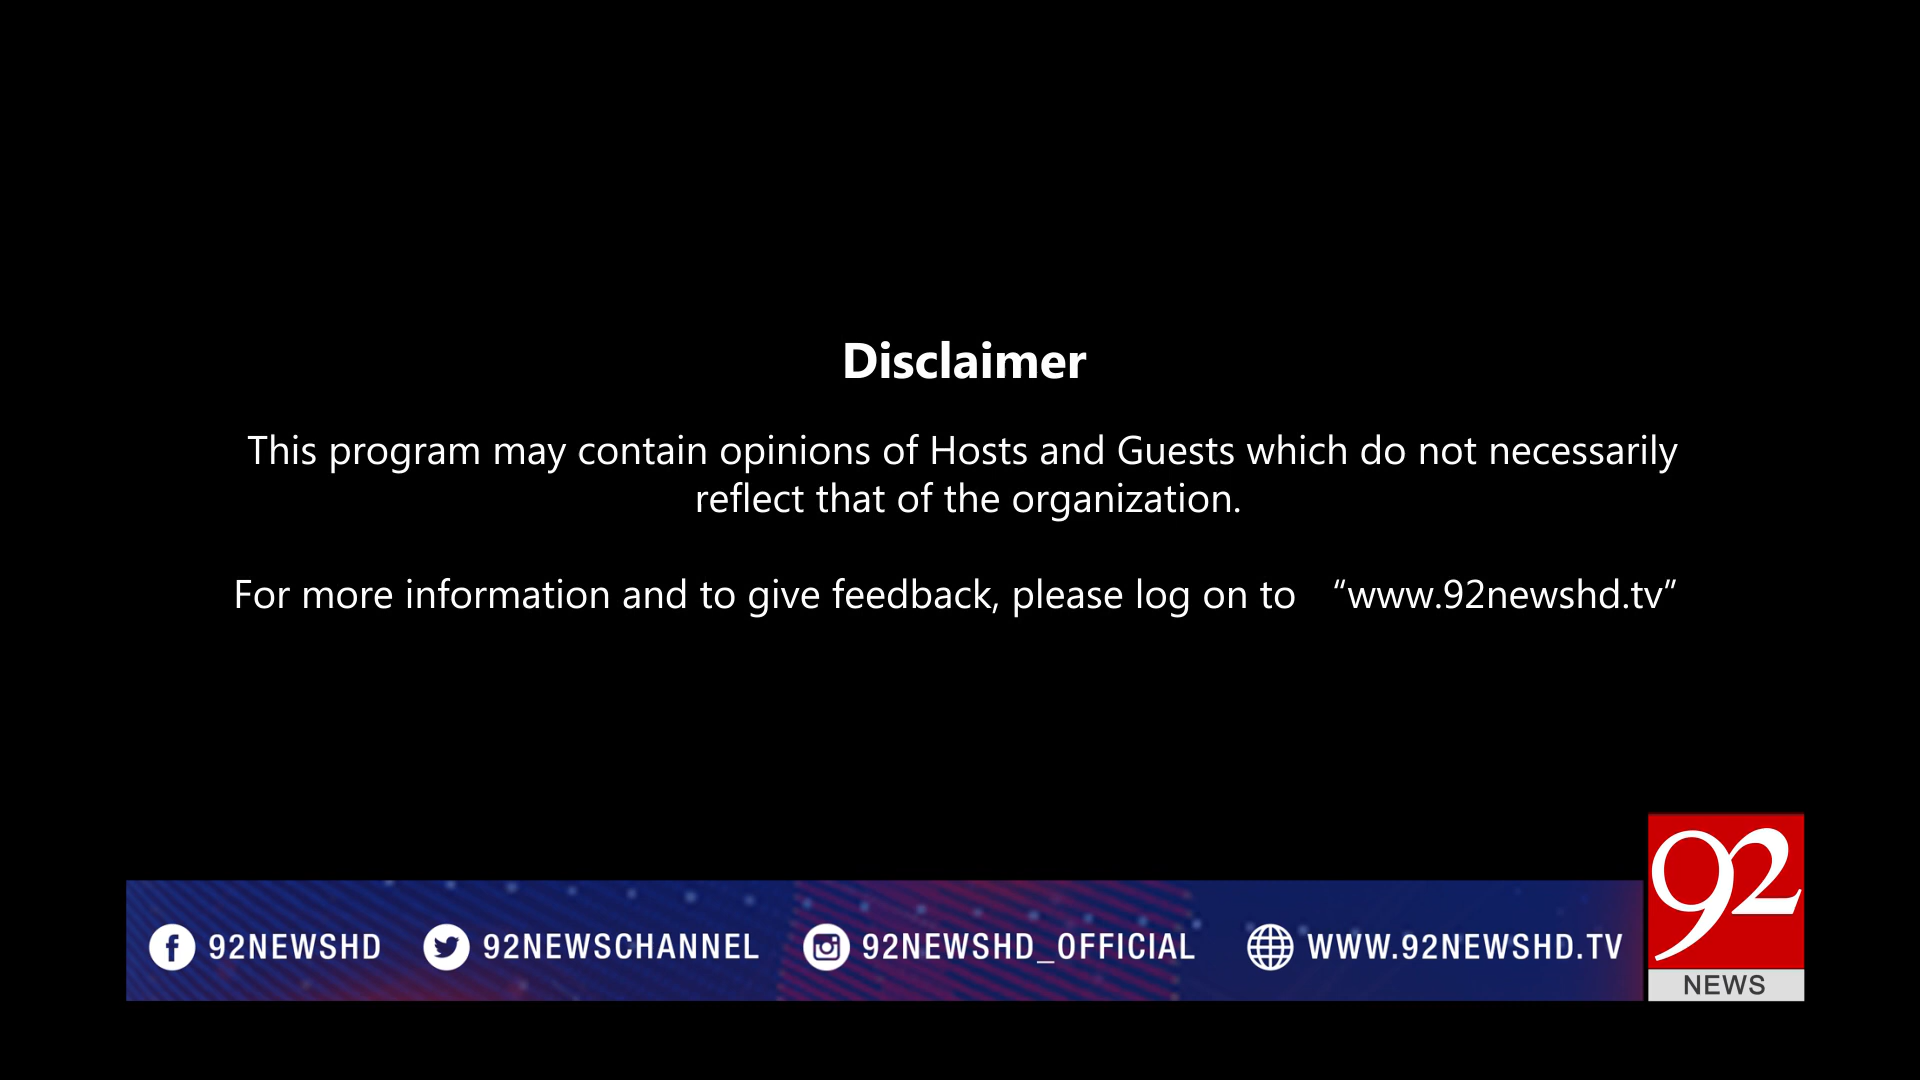 Disclaimer
This program may contain opinions of Hosts and Guests which do not necessarily
reflect that of the organization.
For more information and to give feedback, please log on to “www.92newshd.tv”
92NEWSHD 92NEWSCHANNEL 92NEWSHD_OFFICIAL WWW.92NEWSHD.TV
92
NEWS